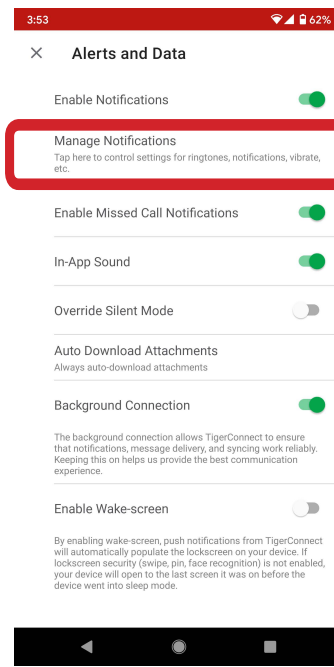 3:53
62%
Alerts and Data
Enable Notifications
Manage Notifications
Tap here to control settings for ringtones, notifications, vibrate,
etc.
Enable Missed Call Notifications
In-App Sound
Override Silent Mode
Auto Download Attachments
Always auto-download attachments
Background Connection
The background connection allows TigerConnect to ensure
that notifications, message delivery, and syncing work reliably.
Keeping this on helps us provide the best communication
experience.
Enable Wake-screen
By enabling wake-screen, push notifications from TigerConnect
will automatically populate the lockscreen on your device. If
lockscreen security (swipe, pin, face recognition) is not enabled,
your device will open to the last screen it was on before the
device went into sleep mode.